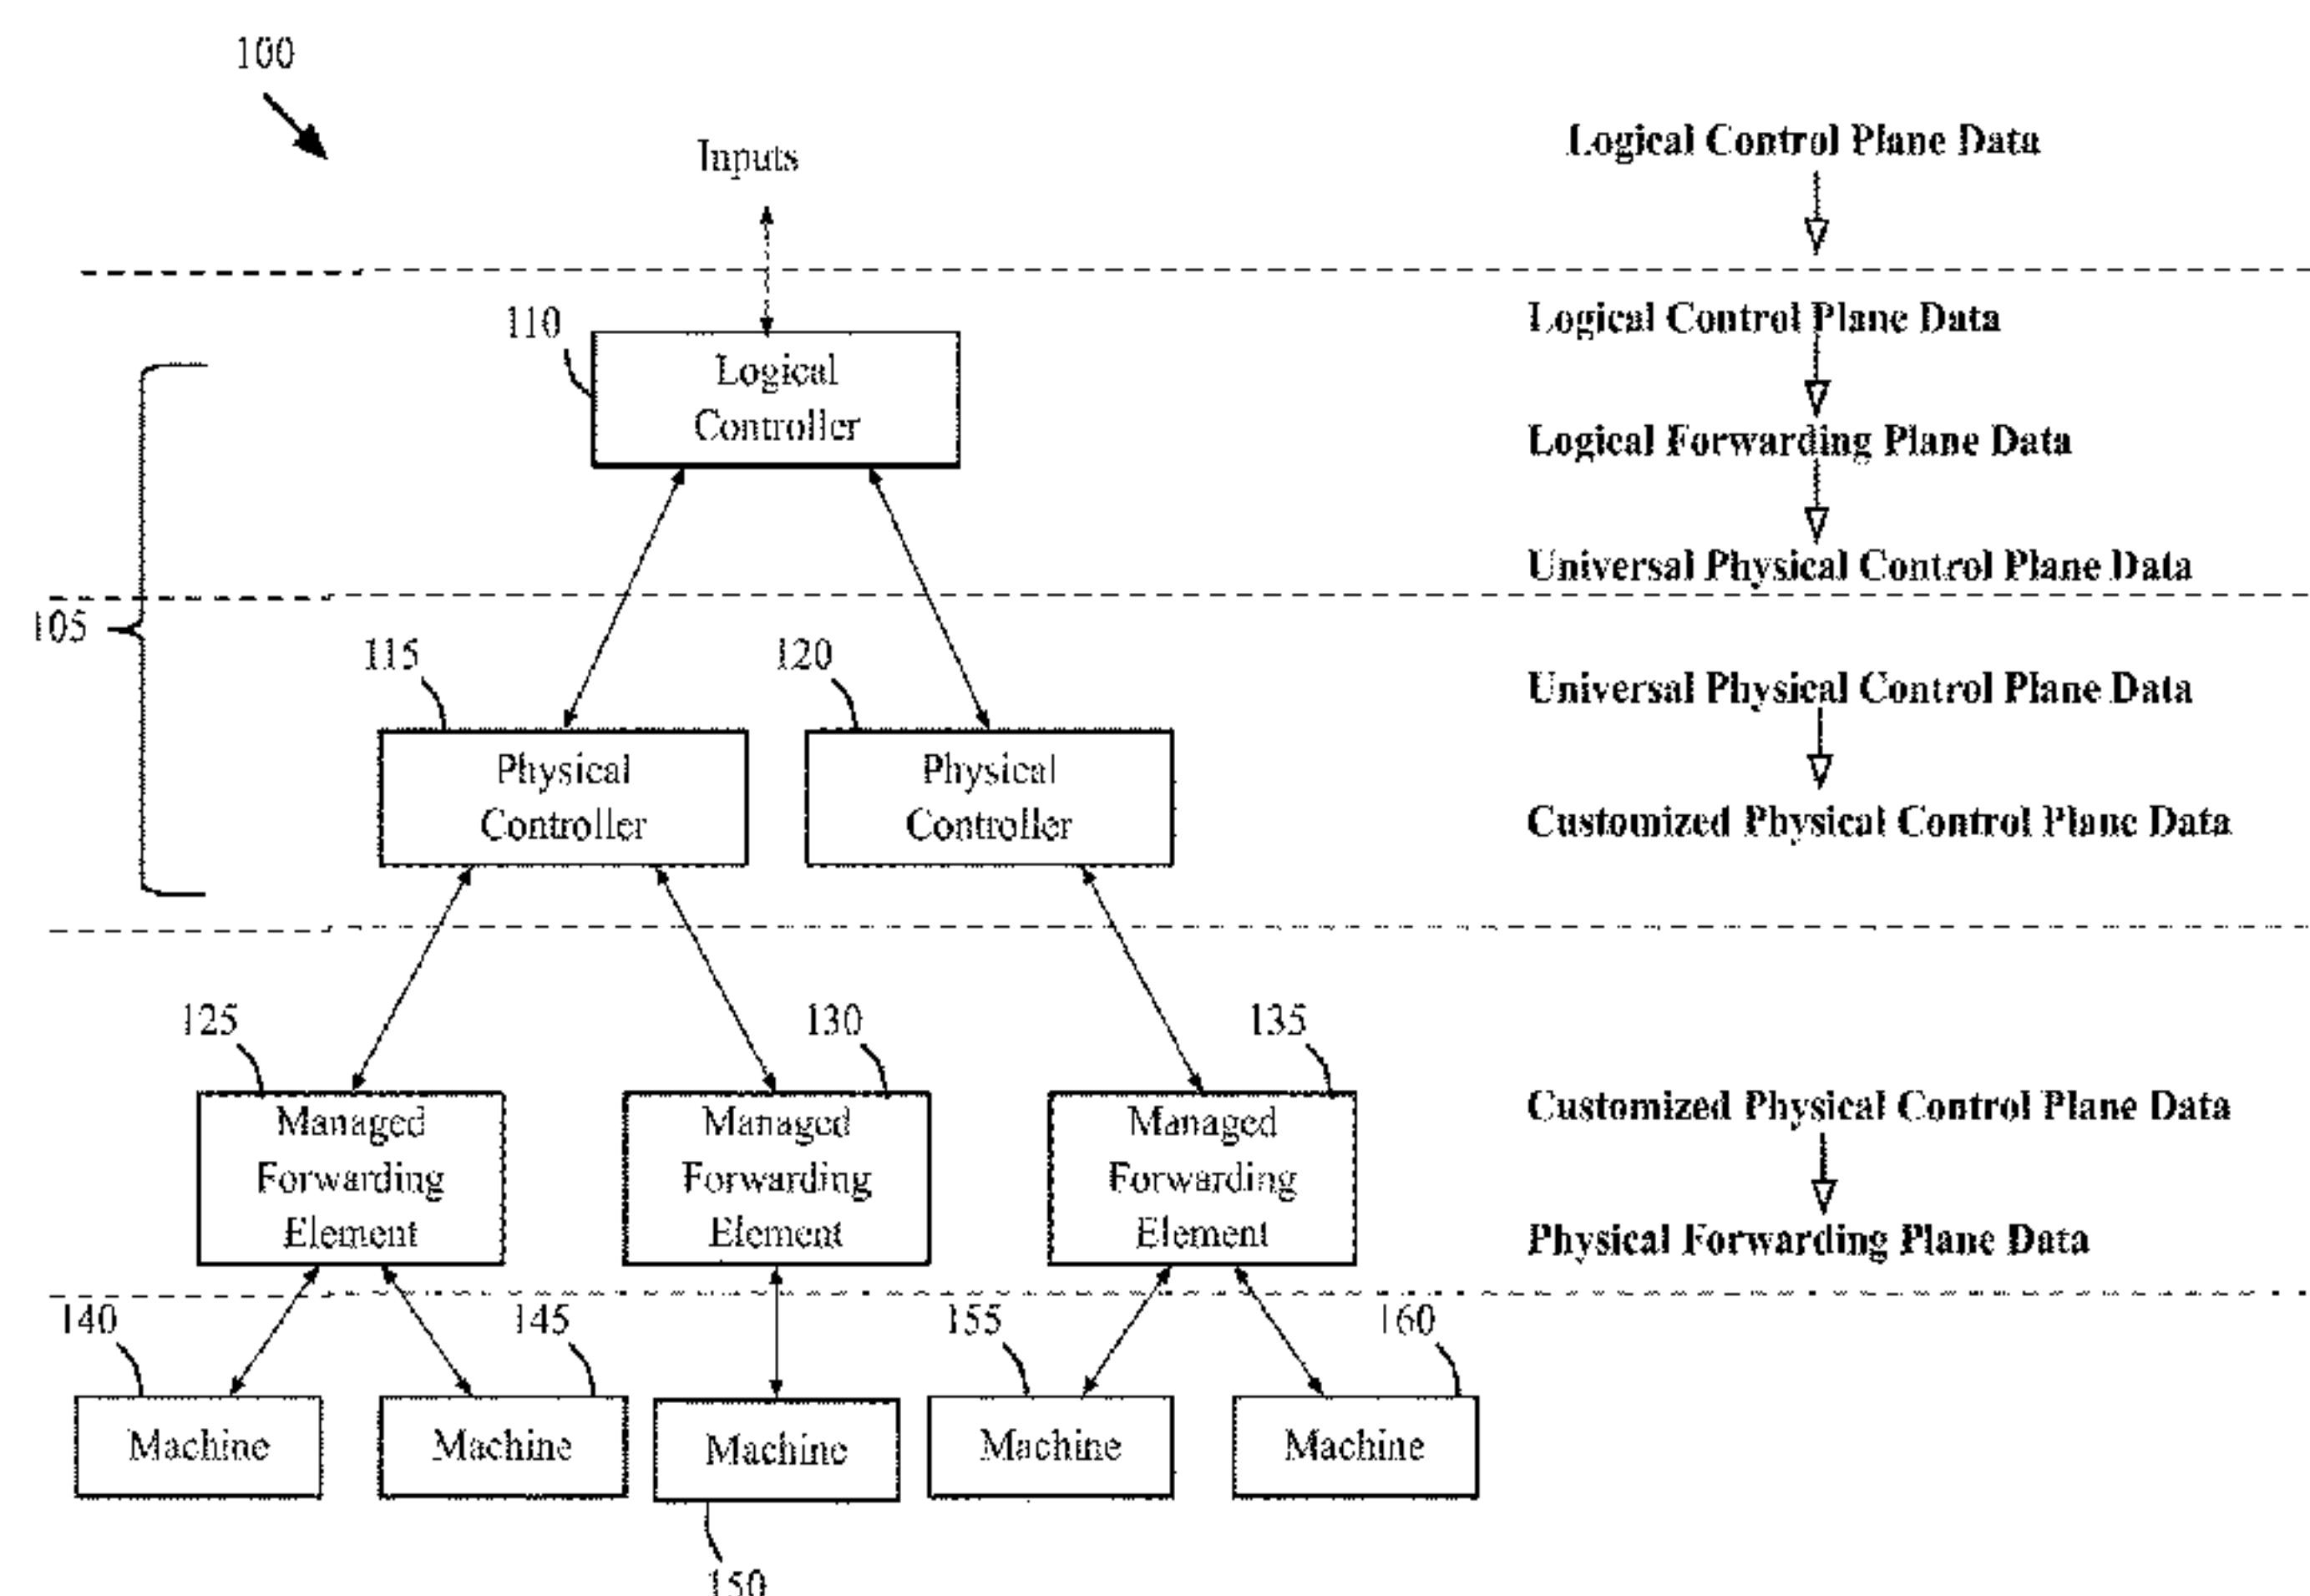 100
Inputs
Logical Control Plane Data
110
Logical
Controller
Logical Control Plane Data
Logical Forwarding Plane Data
Universal Physical Control Plane Data
105
115
120
Physical
Controller
Physical
Controller
Universal Physical Control Plane Data
Customized Physical Control Plane Data
125
130
135
Managed
Forwarding
Element
Managed
Forwarding
Element
Managed
Forwarding
Element
Customized Physical Control Plane Data
Physical Forwarding Plane Data
140
145
155
160
Machine
Machine
Machine
Machine
Machine
150